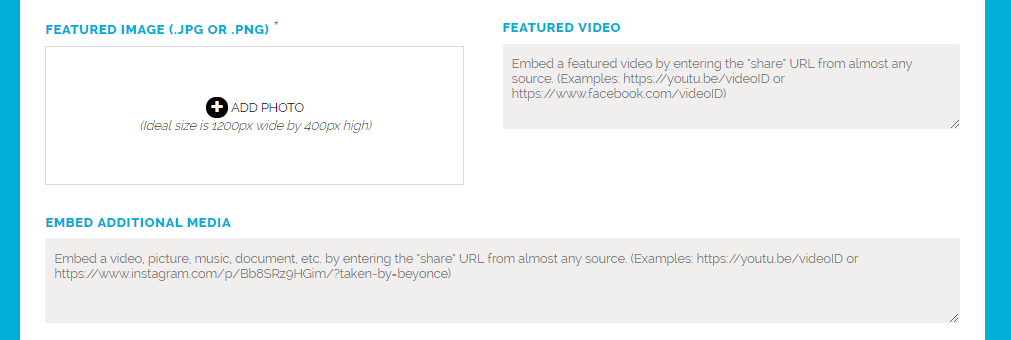 FEATURED IMAGE (.JPG OR .PNG) *
ADD PHOTO
(Ideal size is 1200px wide by 400px high)
FEATURED VIDEO
Embed a featured video by entering the "share" URL from almost any
source. (Examples: https://youtu.be/videoID or
https://www.facebook.com/videoID)
EMBED ADDITIONAL MEDIA
Embed a video, picture, music, document, etc. by entering the "share" URL from almost any source. (Examples: https://youtu.be/videoID or
https://www.instagram.com/p/Bb8SRz9HGim/?taken-by=beyonce)